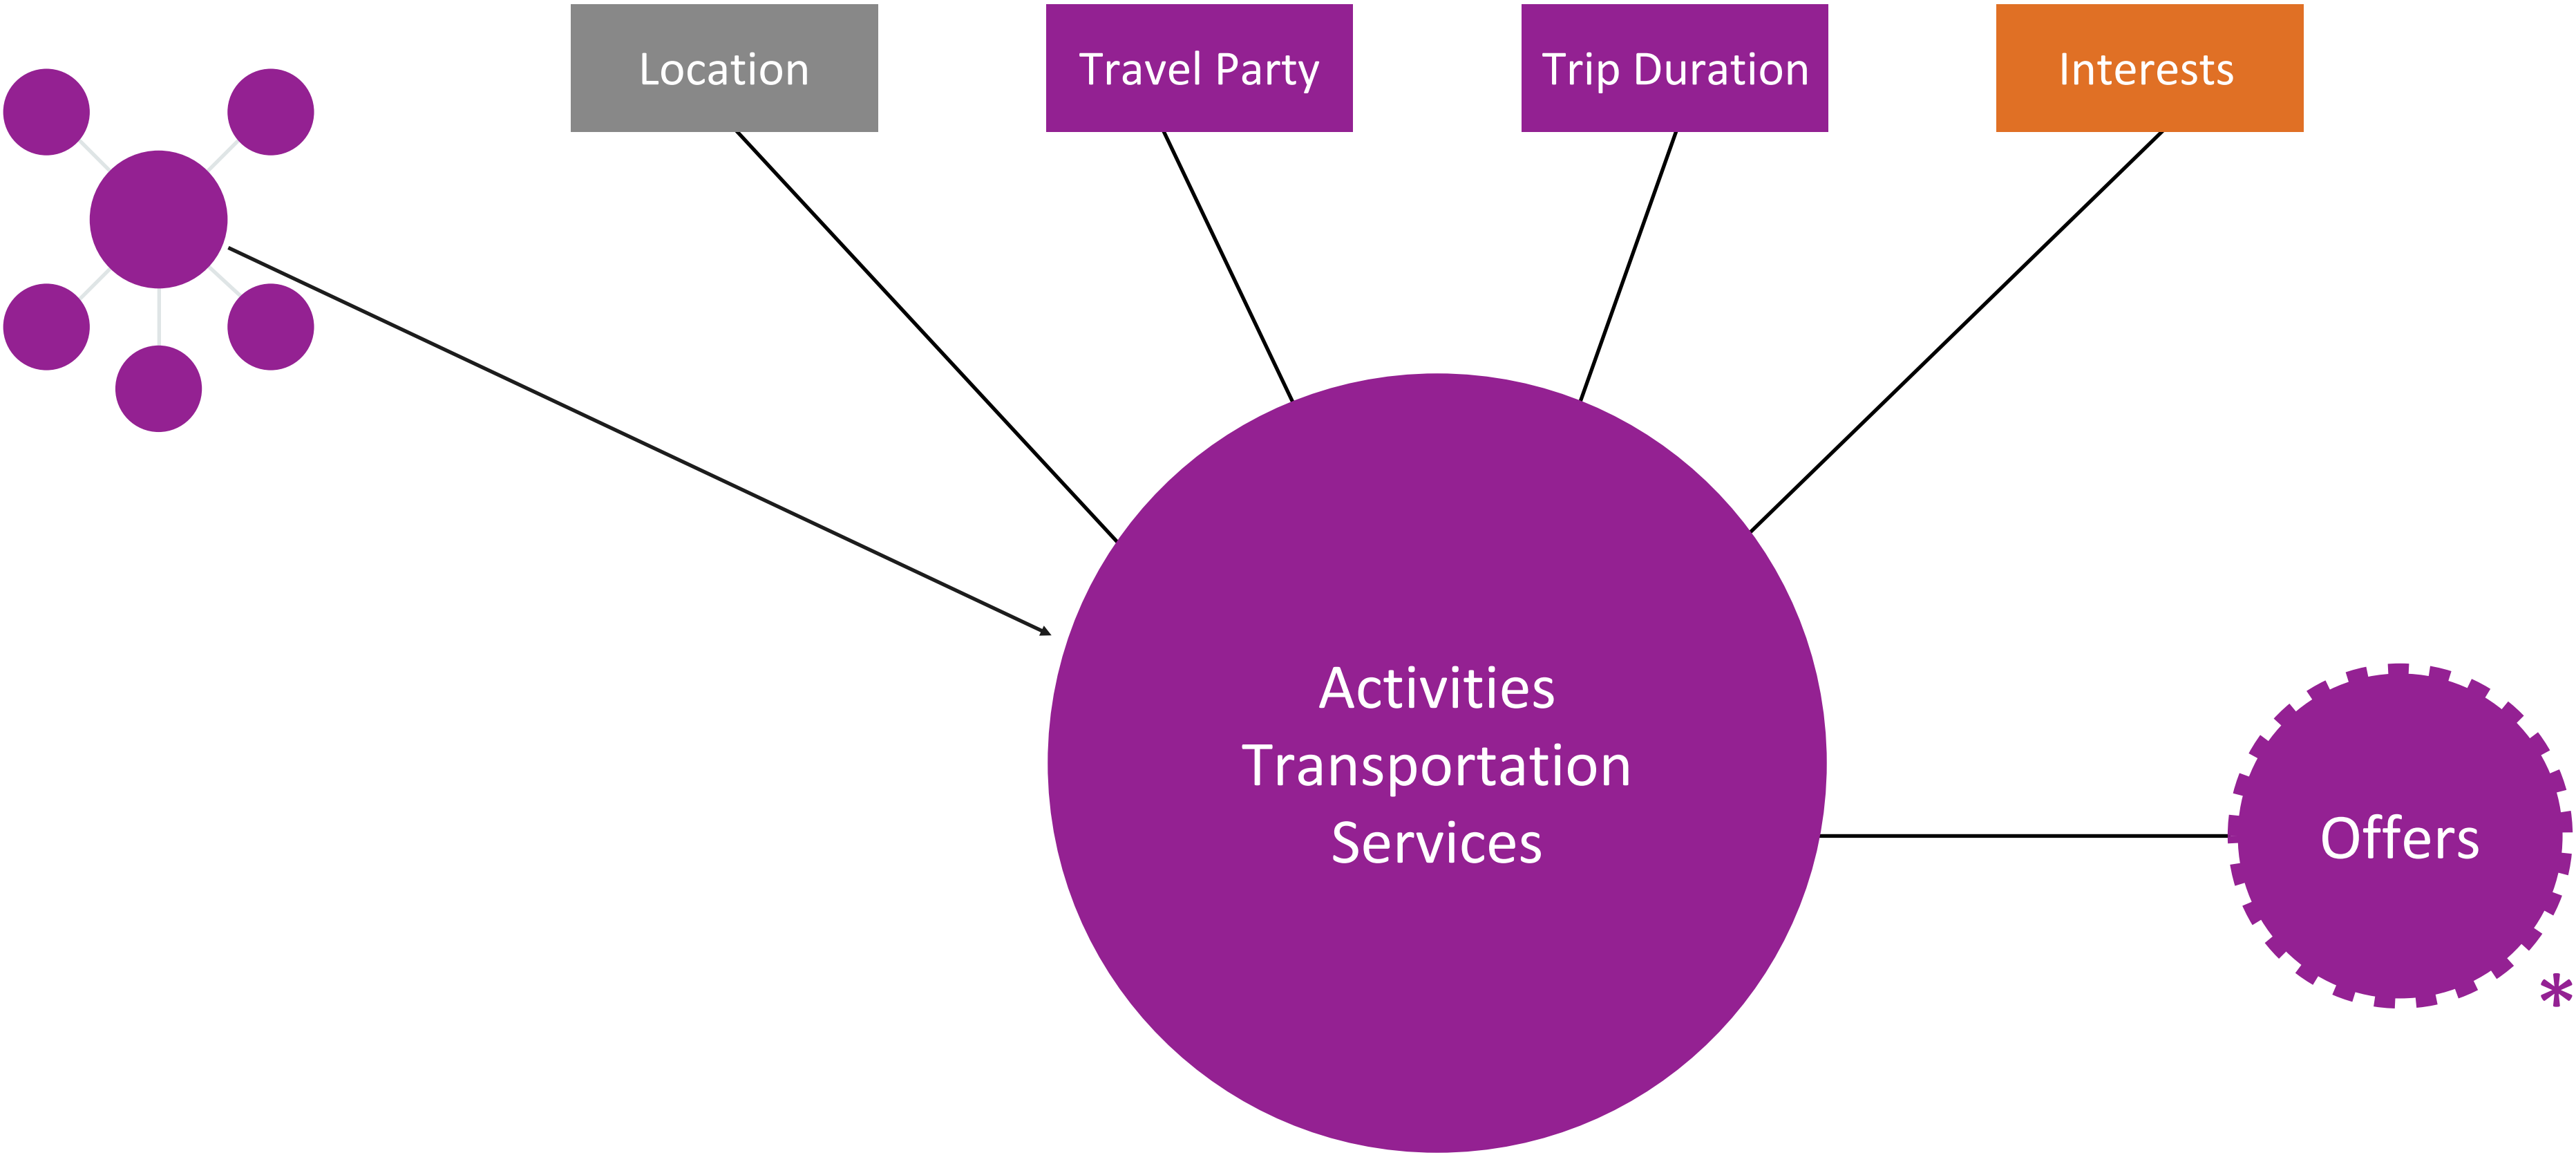 Location
Travel Party
Trip Duration
Interests
Activities
Transportation
Services
Offers
*